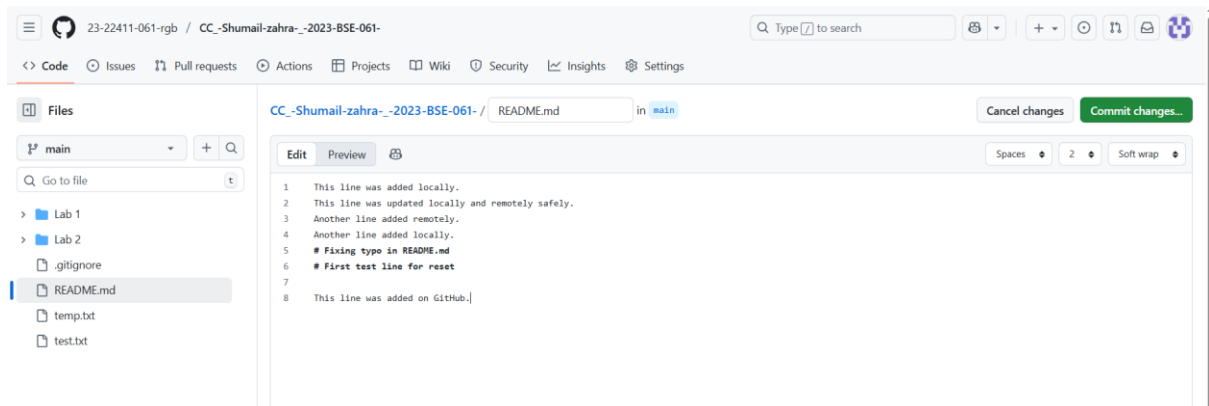 23-22411-061-rgb / CC_-Shumail-zahra-_-2023-BSE-061-
Type / to search
<> Code Issues Pull requests Actions Projects Wiki Security Insights Settings
Files
main
Go to file t
Lab 1
Lab 2
.gitignore
README.md
temp.txt
test.txt
CC_-Shumail-zahra-_-2023-BSE-061- / README.md in main
Cancel changes Commit changes...
Edit Preview
Spaces 2 Soft wrap
1 This line was added locally.
2 This line was updated locally and remotely safely.
3 Another line added remotely.
4 Another line added locally.
5 # Fixing typo in README.md
6 # First test line for reset
7
8 This line was added on GitHub.